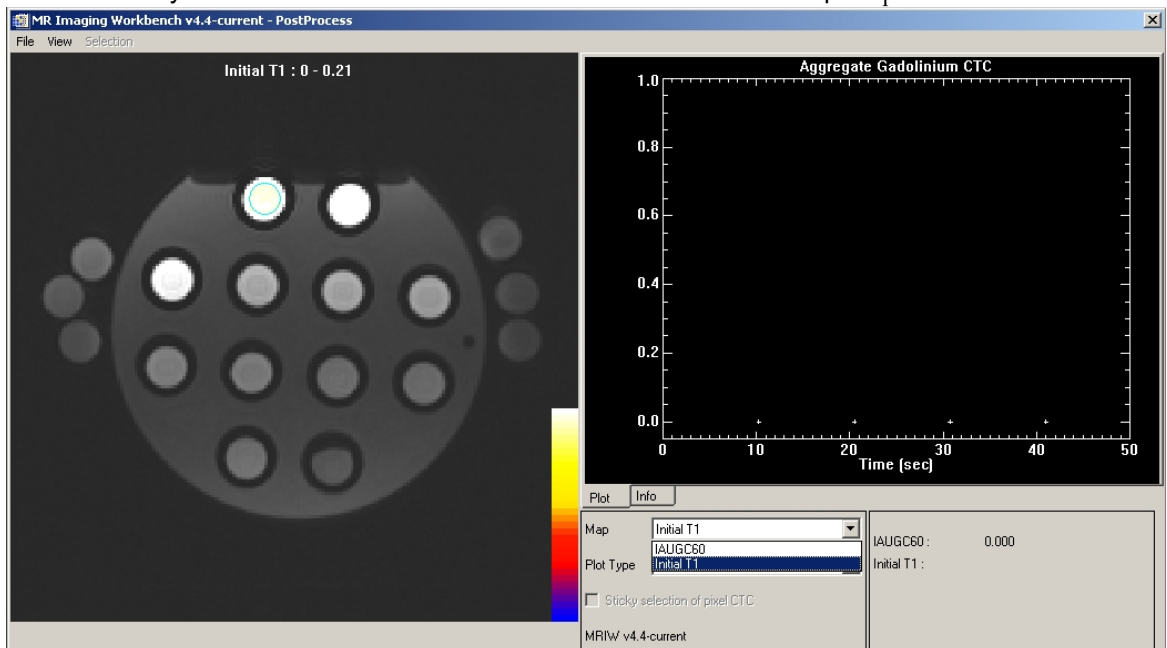 MR Imaging Workbench v4.4-current - PostProcess
File View Selection
Initial T1 : 0 - 0.21
Aggregate Gadolinium CTC
1.0
0.8
0.6
0.4
0.2
0.0
0 10 20 30 40 50
Time (sec)
Plot Info
Map Initial T1
IAUGC60
Plot Type Initial T1
Sticky selection of pixel CTC
MRIW v4.4-current
IAUGC60 : 0.000
Initial T1 :